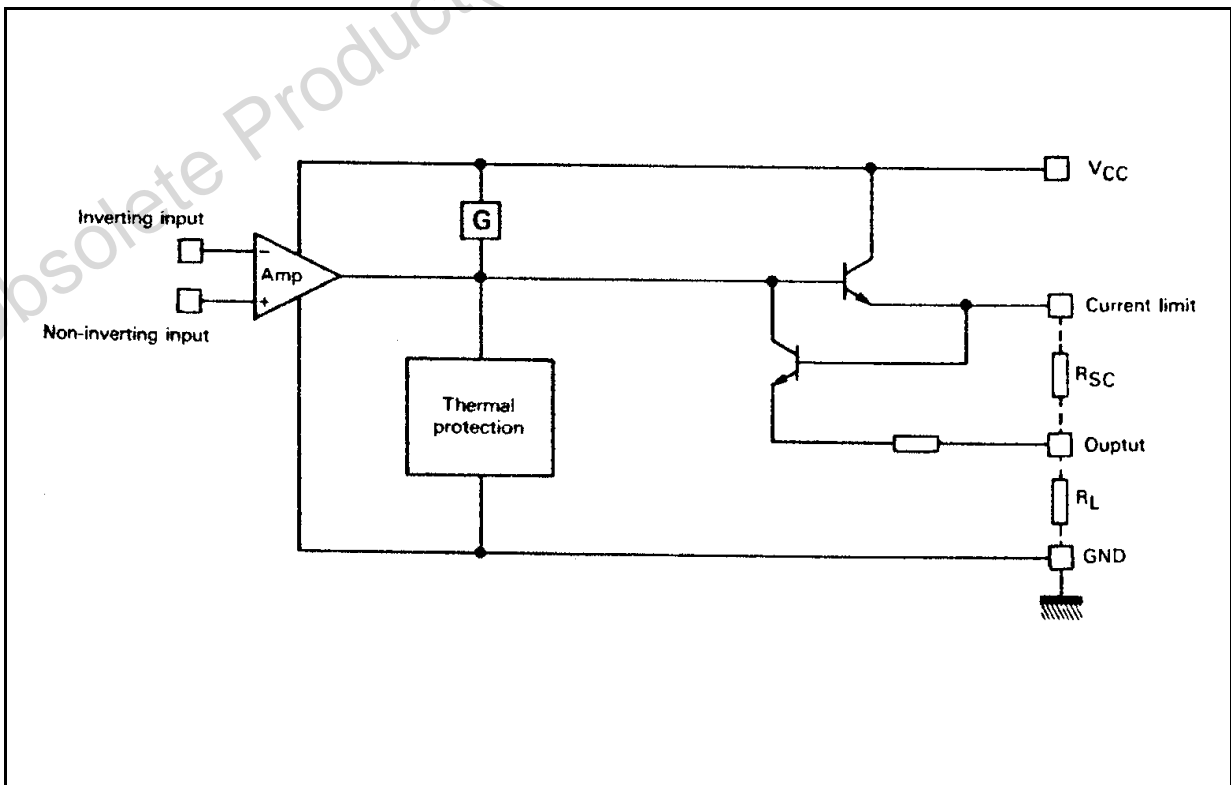 Obsolete Product(
Inverting input
Non-inverting input
−
+
Amp
G
Thermal
protection
VCC
Current limit
RSC
Ouptut
RL
GND